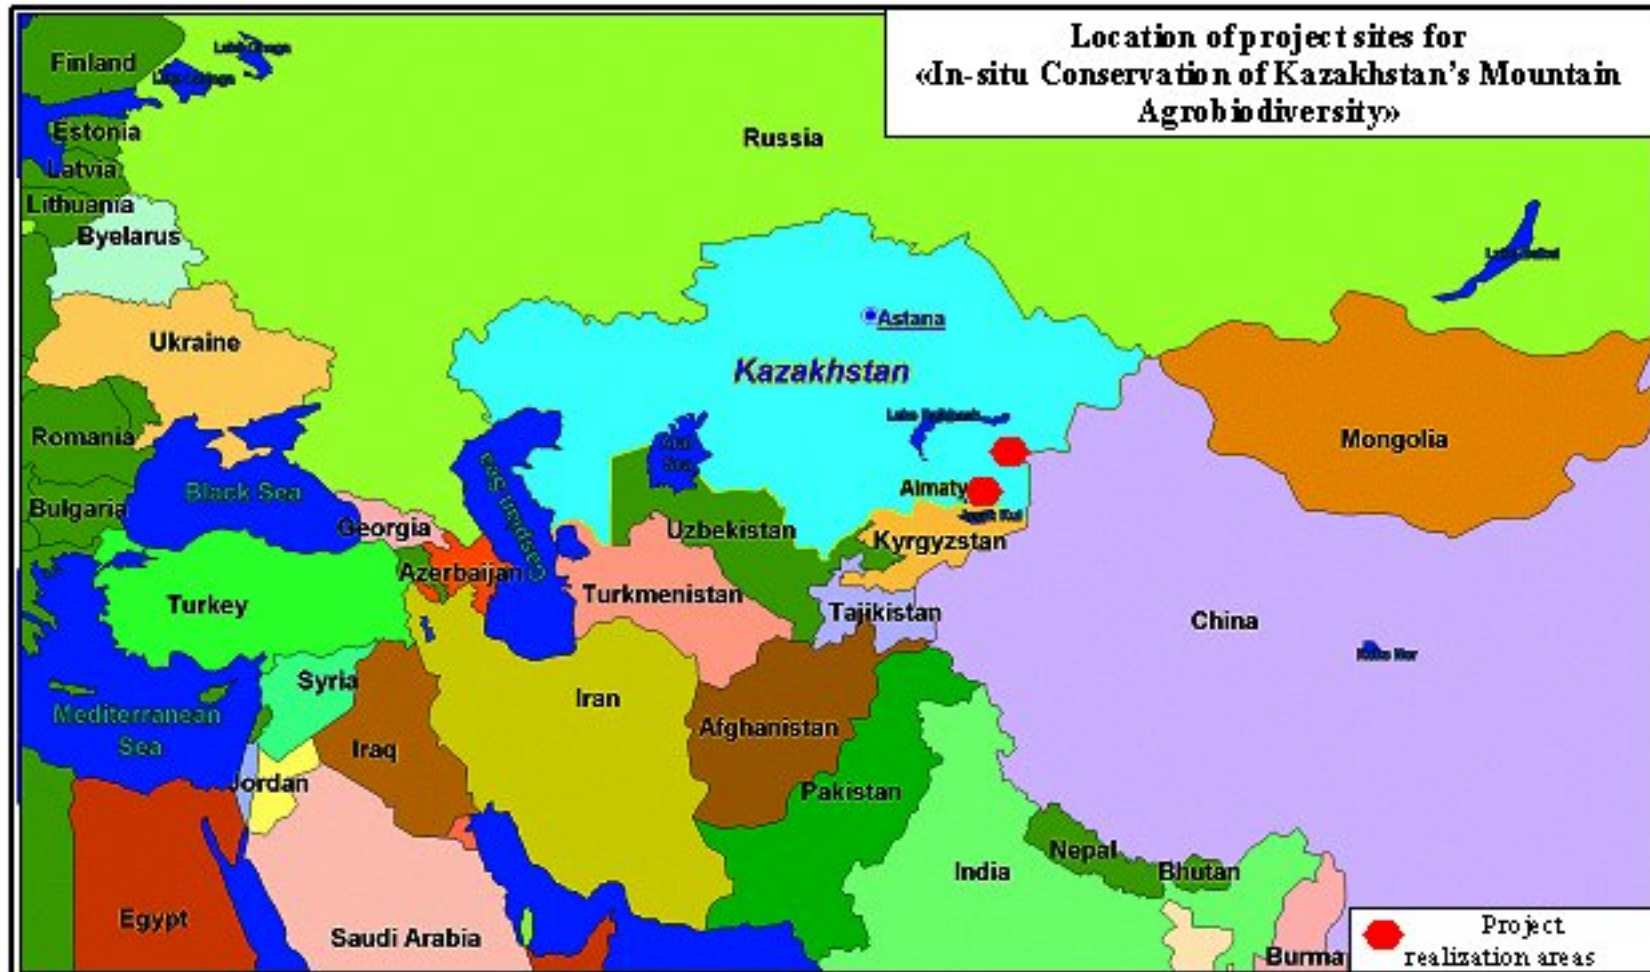 Location of project sites for
«In-situ Conservation of Kazakhstan's Mountain
Agrobiodiversity»
Finland
Estonia
Latvia
Lithuania
Byelarus
Russia
Ukraine
Astana
Kazakhstan
Romania
Mongolia
Black Sea
Bulgaria
Caspian Sea
Almaty
Georgia
Uzbekistan
Kyrgyzstan
Azerbaijan
Turkmenistan
Turkey
Tajikistan
China
Syria
Iran
Mediterranean
Sea
Iraq
Afghanistan
Jordan
Pakistan
Nepal
Bhutan
India
Egypt
Saudi Arabia
Burma
Project
realization areas